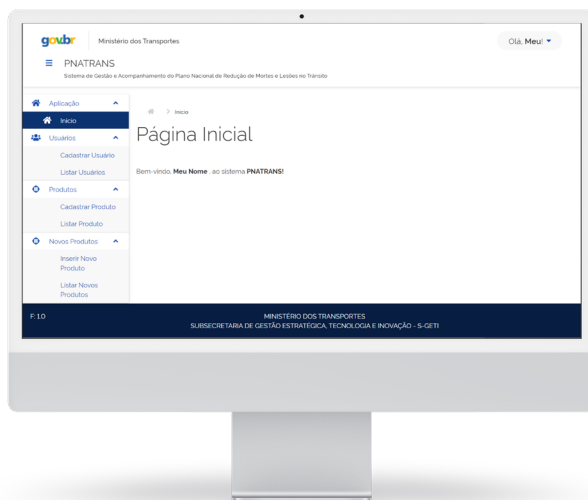 gov.br
Ministério dos Transportes
Olá, Meu!
PNATRANS
Sistema de Gestão e Acompanhamento do Plano Nacional de Redução de Mortes e Lesões no Trânsito
Aplicação
Inicio
Usuários
Cadastrar Usuário
Listar Usuários
Produtos
Cadastrar Produto
Listar Produto
Novos Produtos
Inserir Novo
Produto
Listar Novos
Produtos
Inicio
Página Inicial
Bem-vindo, Meu Nome , ao sistema PNATRANS!
F: 1.0
MINISTÉRIO DOS TRANSPORTES
SUBSECRETARIA DE GESTÃO ESTRATÉGICA, TECNOLOGIA E INOVAÇÃO - S-GETI